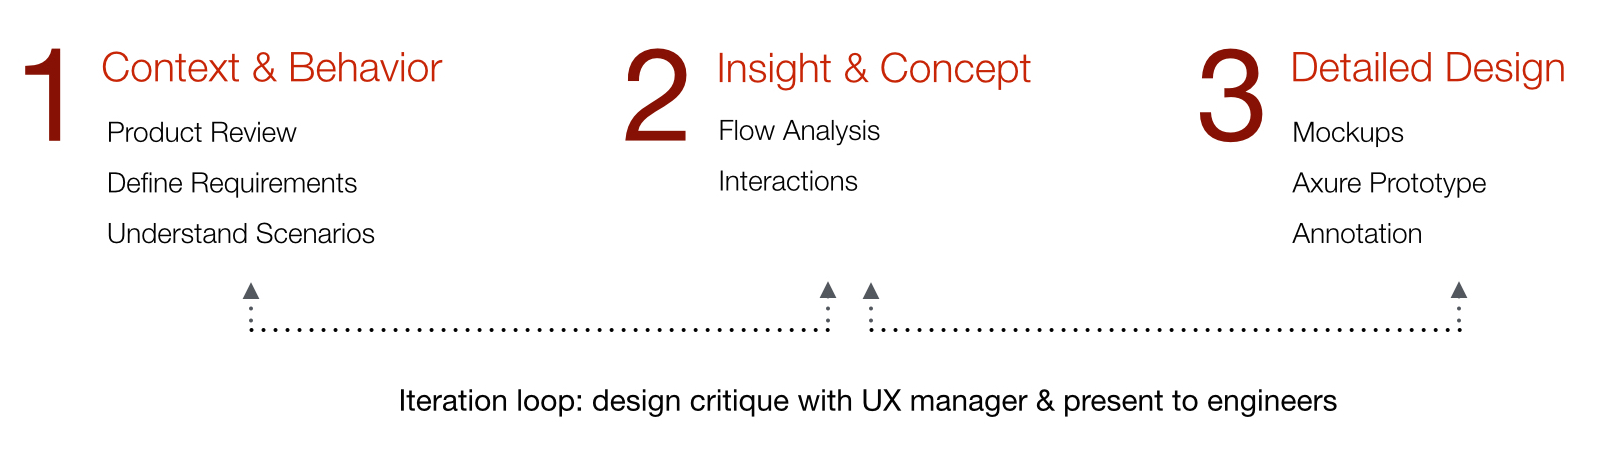 1 Context & Behavior
Product Review
Define Requirements
Understand Scenarios
2 Insight & Concept
Flow Analysis
Interactions
3 Detailed Design
Mockups
Axure Prototype
Annotation
Iteration loop: design critique with UX manager & present to engineers